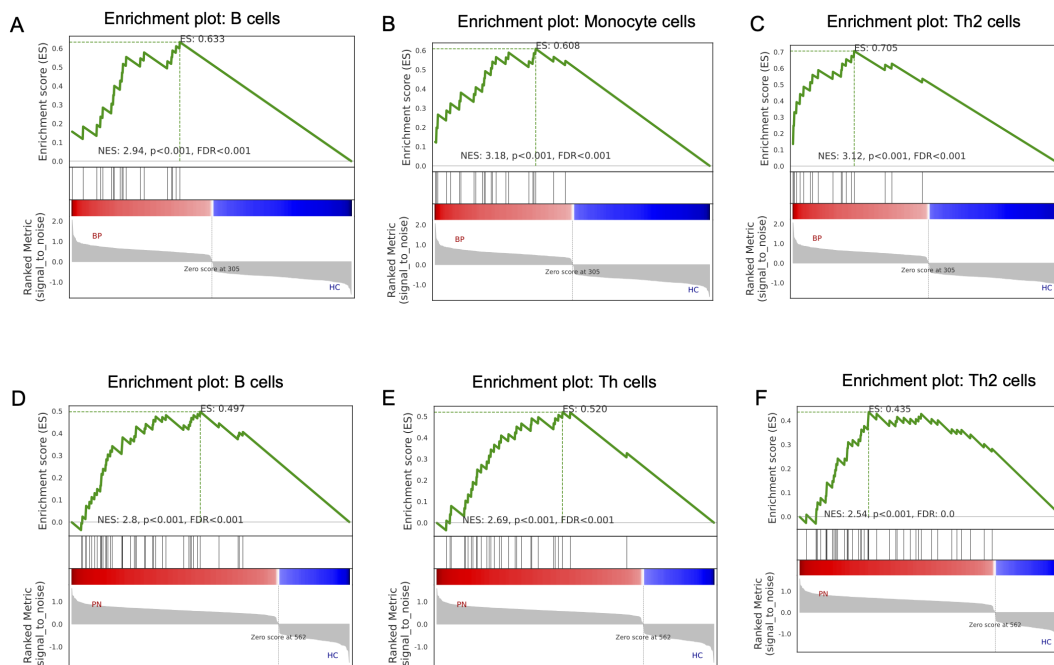 A
Enrichment plot: B cells
ES: 0.633
Enrichment score (ES)
0.6
0.5
0.4
0.3
0.2
0.1
0.0
NES: 2.94, p<0.001, FDR<0.001
Ranked Metric
(signal_to_noise)
2.0
1.0
0.0
-1.0
BP
Zero score at 305
HC
B
Enrichment plot: Monocyte cells
ES: 0.608
Enrichment score (ES)
0.6
0.5
0.4
0.3
0.2
0.1
0.0
NES: 3.18, p<0.001, FDR<0.001
Ranked Metric
(signal_to_noise)
2.0
1.0
0.0
-1.0
BP
Zero score at 305
HC
C
Enrichment plot: Th2 cells
ES: 0.705
Enrichment score (ES)
0.7
0.6
0.5
0.4
0.3
0.2
0.1
0.0
NES: 3.12, p<0.001, FDR<0.001
Ranked Metric
(signal_to_noise)
2.0
1.0
0.0
-1.0
BP
Zero score at 305
HC
D
Enrichment plot: B cells
ES: 0.497
Enrichment score (ES)
0.5
0.4
0.3
0.2
0.1
0.0
NES: 2.8, p<0.001, FDR<0.001
Ranked Metric
(signal_to_noise)
1.0
0.0
-1.0
PN
Zero score at 562
HC
E
Enrichment plot: Th cells
ES: 0.520
Enrichment score (ES)
0.5
0.4
0.3
0.2
0.1
0.0
NES: 2.69, p<0.001, FDR<0.001
Ranked Metric
(signal_to_noise)
1.0
0.0
-1.0
PN
Zero score at 562
HC
F
Enrichment plot: Th2 cells
ES: 0.435
Enrichment score (ES)
0.4
0.3
0.2
0.1
0.0
NES: 2.54, p<0.001, FDR: 0.0
Ranked Metric
(signal_to_noise)
1.0
0.0
-1.0
PN
Zero score at 562
HC